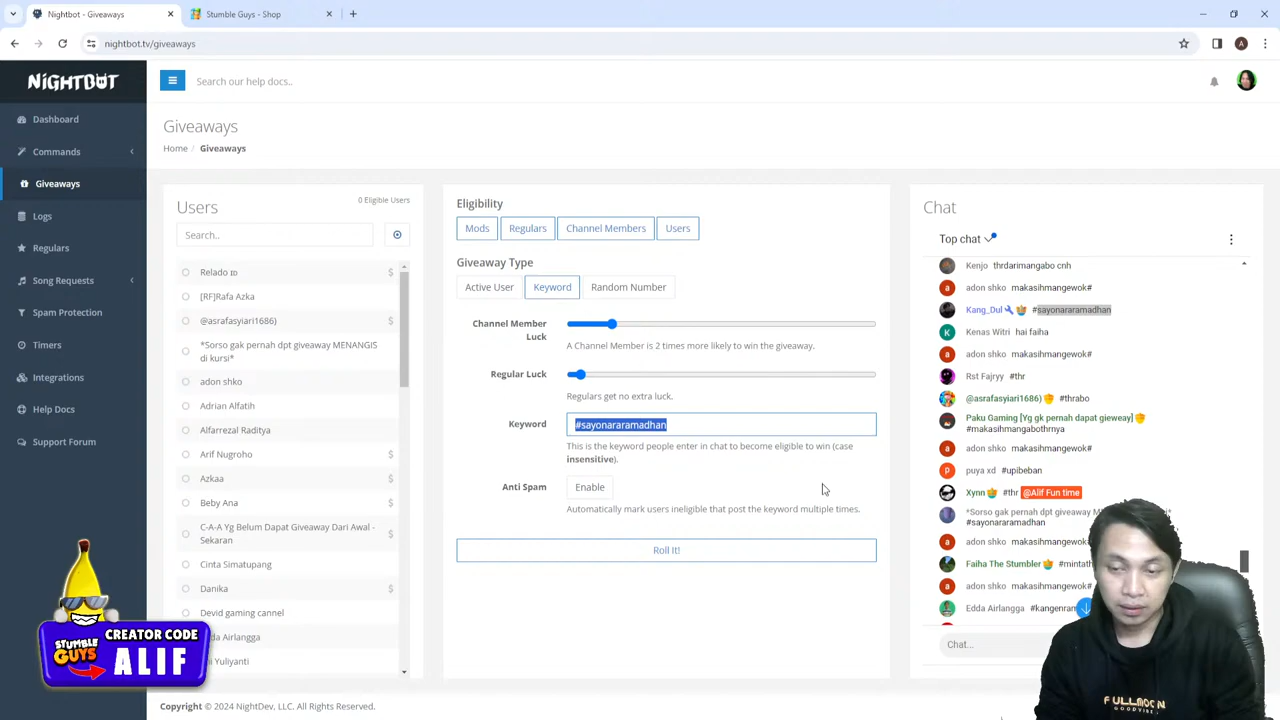 Nightbot - Giveaways
Stumble Guys - Shop
nightbot.tv/giveaways
A
NIGHTBOT
Search our help docs..
Dashboard
Commands
Giveaways
Logs
Regulars
Song Requests
Spam Protection
Timers
Integrations
Help Docs
Support Forum
Giveaways
Home / Giveaways
Users
0 Eligible Users
Search..
Relado
$
[RF]Rafa Azka
@asrafasyiari1686)
$
*Sorso gak pernah dpt giveaway MENANGIS
di kursi*
$
adon shko
Adrian Alfatih
Alfarrezal Raditya
Arif Nugroho
$
Azkaa
$
Beby Ana
$
C-A-A Yg Belum Dapat Giveaway Dari Awal -
Sekaran
$
Cinta Simatupang
Danika
$
Devid gaming cannel
Airlangga
Yuliyanti
Eligibility
Mods
Regulars
Channel Members
Users
Giveaway Type
Active User
Keyword
Random Number
Channel Member
Luck
A Channel Member is 2 times more likely to win the giveaway.
Regular Luck
Regulars get no extra luck.
Keyword
#sayonararamadhan
This is the keyword people enter in chat to become eligible to win (case
insensitive).
Anti Spam
Enable
Automatically mark users ineligible that post the keyword multiple times.
Roll It!
Chat
Top chat
Kenjo thrdarimangabo cnh
a adon shko makasihmangewok#
Kang_Dul #sayonararamadhan
K Kenas Witri hai faiha
a adon shko makasihmangewok#
Rst Fajryy #thr
@asrafasyiari1686) #thrabo
Paku Gaming [Yg gk pernah dapat gieweay]
#makasihmangabothrnya
a adon shko makasihmangewok#
p puya xd #upibeban
Xynn #thr @Alif Fun time
*Sorso gak pernah dpt giveaway
#sayonararamadhan
a adon shko makasihmangewok#
Faiha The Stumbler
a adon shko makasihmangewok#
Edda Airlangga
Chat...
STUMBLE
GUYS
CREATOR CODE
ALIF
FULLMOON
Copyright © 2024 NightDev, LLC. All Rights Reserved.